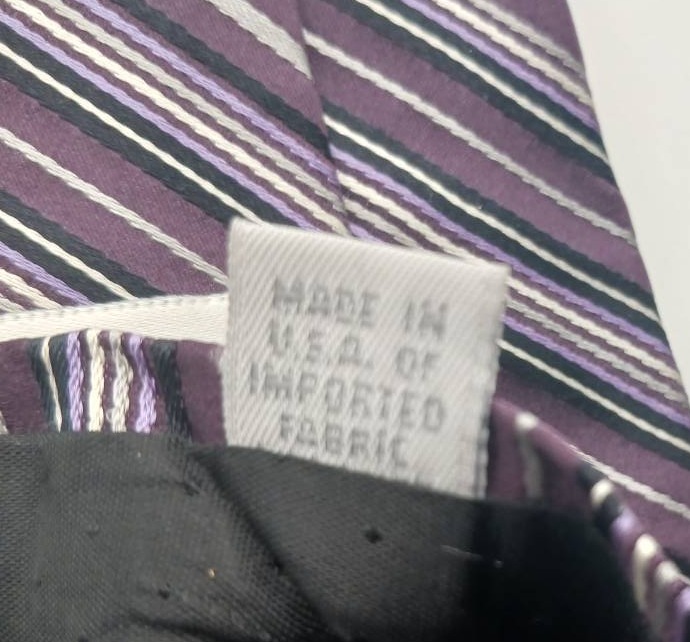 MADE IN
U.S.A. OF
IMPORTED
FABRIC